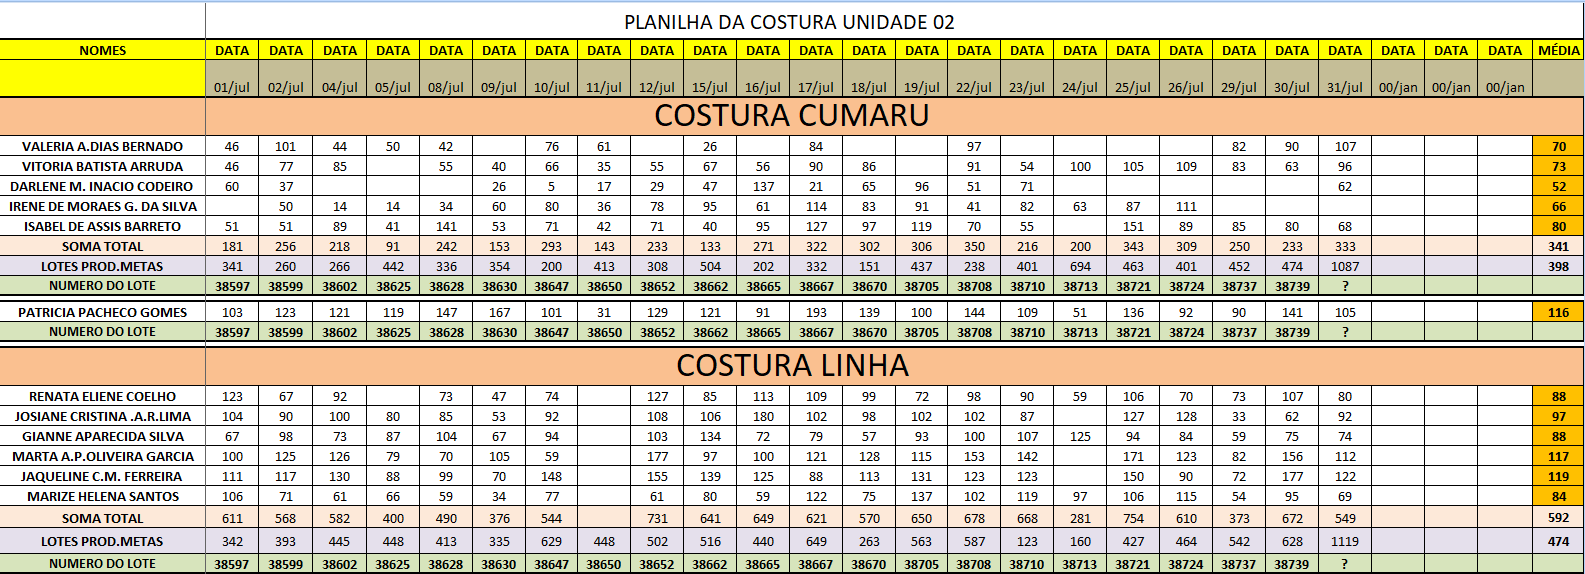 PLANILHA DA COSTURA UNIDADE 02
NOMES DATA DATA DATA DATA DATA DATA DATA DATA DATA DATA DATA DATA DATA DATA DATA DATA DATA DATA DATA DATA DATA DATA DATA DATA DATA MÉDIA
01/jul 02/jul 04/jul 05/jul 08/jul 09/jul 10/jul 11/jul 12/jul 15/jul 16/jul 17/jul 18/jul 19/jul 22/jul 23/jul 24/jul 25/jul 26/jul 29/jul 30/jul 31/jul 00/jan 00/jan 00/jan
COSTURA CUMARU
VALERIA A.DIAS BERNADO 46 101 44 50 42 76 61 26 84 97 82 90 107 70
VITORIA BATISTA ARRUDA 46 77 85 55 40 66 35 55 67 56 90 86 91 54 100 105 109 83 63 96 73
DARLENE M. INACIO CODEIRO 60 37 26 5 17 29 47 137 21 65 96 51 71 62 52
IRENE DE MORAES G. DA SILVA 50 14 14 34 60 80 36 78 95 61 114 83 91 41 82 63 87 111 66
ISABEL DE ASSIS BARRETO 51 51 89 41 141 53 71 42 71 40 95 127 97 119 70 55 151 89 85 80 68 80
SOMA TOTAL 181 256 218 91 242 153 293 143 233 133 271 322 302 306 350 216 200 343 309 250 233 333 341
LOTES PROD.METAS 341 260 266 442 336 354 200 413 308 504 202 332 151 437 238 401 694 463 401 452 474 1087 398
NUMERO DO LOTE 38597 38599 38602 38625 38628 38630 38647 38650 38652 38662 38665 38667 38670 38705 38708 38710 38713 38721 38724 38737 38739 ?
PATRICIA PACHECO GOMES 103 123 121 119 147 167 101 31 129 121 91 193 139 100 144 109 51 136 92 90 141 105 116
NUMERO DO LOTE 38597 38599 38602 38625 38628 38630 38647 38650 38652 38662 38665 38667 38670 38705 38708 38710 38713 38721 38724 38737 38739 ?
COSTURA LINHA
RENATA ELIENE COELHO 123 67 92 73 47 74 127 85 113 109 99 72 98 90 59 106 70 73 107 80 88
JOSIANE CRISTINA .A.R.LIMA 104 90 100 80 85 53 92 108 106 180 102 98 102 102 87 127 128 33 62 92 97
GIANNE APARECIDA SILVA 67 98 73 87 104 67 94 103 134 72 79 57 93 100 107 125 94 84 59 75 74 88
MARTA A.P.OLIVEIRA GARCIA 100 125 126 79 70 105 59 177 97 100 121 128 115 153 142 171 123 82 156 112 117
JAQUELINE C.M. FERREIRA 111 117 130 88 99 70 148 155 139 125 88 113 131 123 123 150 90 72 177 122 119
MARIZE HELENA SANTOS 106 71 61 66 59 34 77 61 80 59 122 75 137 102 119 97 106 115 54 95 69 84
SOMA TOTAL 611 568 582 400 490 376 544 731 641 649 621 570 650 678 668 281 754 610 373 672 549 592
LOTES PROD.METAS 342 393 445 448 413 335 629 448 502 516 440 649 263 563 587 123 160 427 464 542 628 1119 474
NUMERO DO LOTE 38597 38599 38602 38625 38628 38630 38647 38650 38652 38662 38665 38667 38670 38705 38708 38710 38713 38721 38724 38737 38739 ?